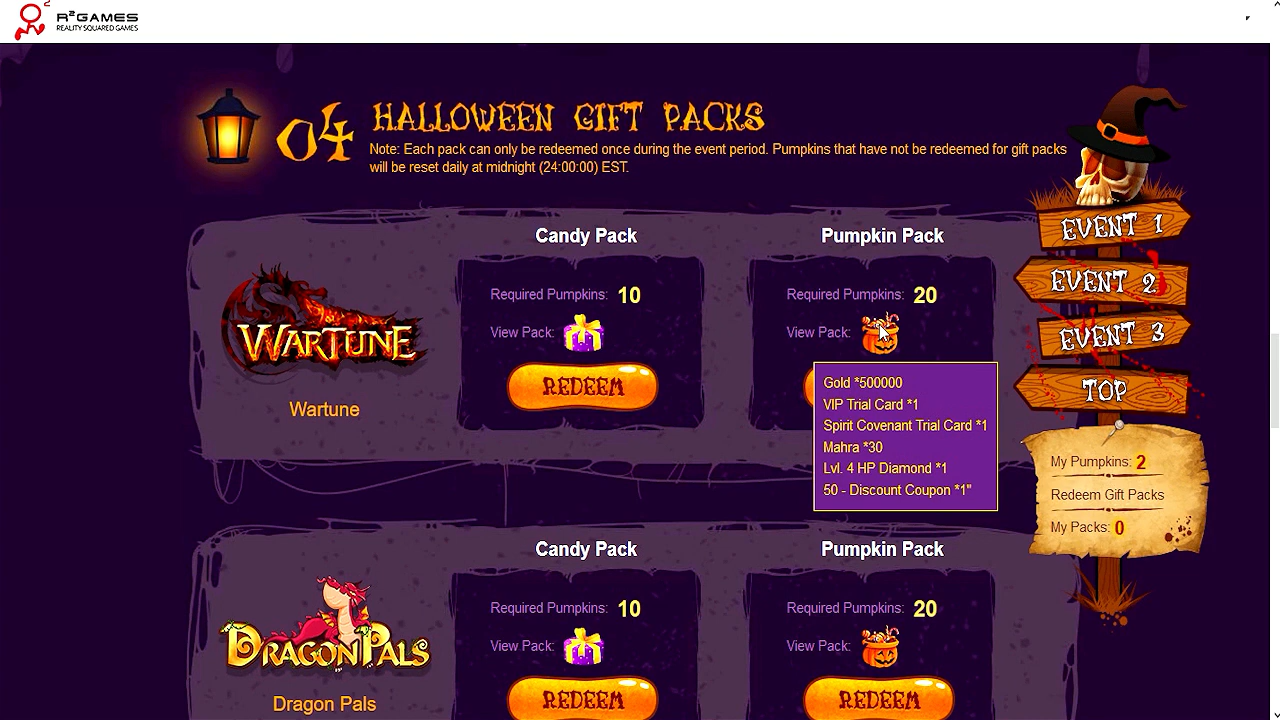 R²GAMES
REALITY SQUARED GAMES
04
HALLOWEEN GIFT PACKS
Note: Each pack can only be redeemed once during the event period. Pumpkins that have not be redeemed for gift packs
will be reset daily at midnight (24:00:00) EST.
EVENT 1
EVENT 2
EVENT 3
TOP
My Pumpkins: 2
Redeem Gift Packs
My Packs: 0
WARTUNE
Wartune
Candy Pack
Required Pumpkins: 10
View Pack:
REDEEM
Pumpkin Pack
Required Pumpkins: 20
View Pack:
Gold *500000
VIP Trial Card *1
Spirit Covenant Trial Card *1
Mahra *30
Lvl. 4 HP Diamond *1
50 - Discount Coupon *1"
DRAGONPALS
Dragon Pals
Candy Pack
Required Pumpkins: 10
View Pack:
REDEEM
Pumpkin Pack
Required Pumpkins: 20
View Pack:
REDEEM